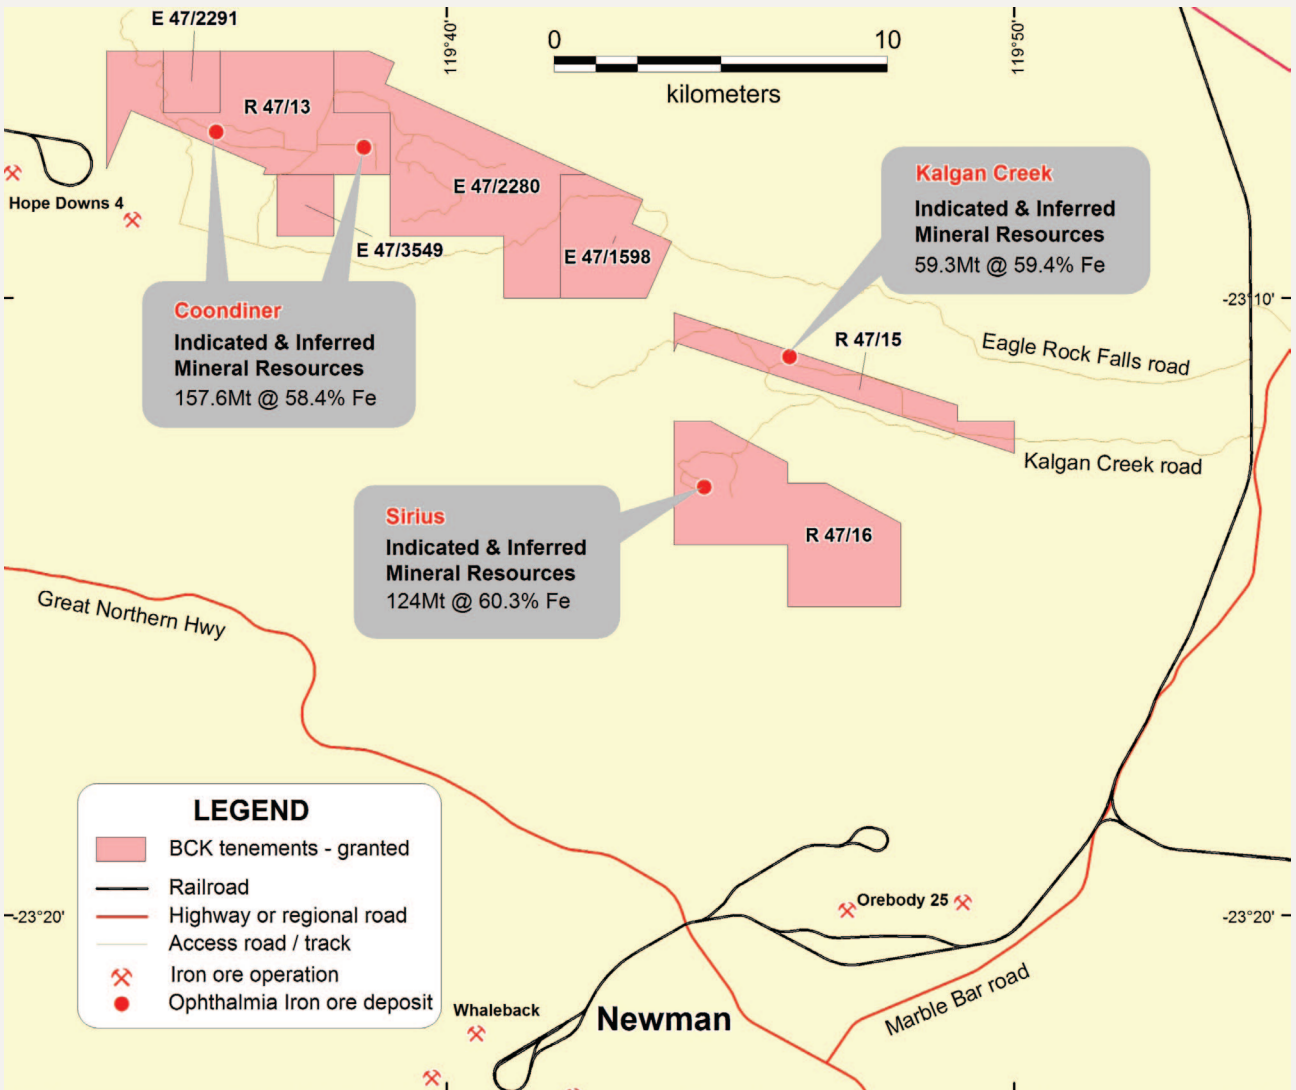 E 47/2291
119°40'
0
10
kilometers
119°50'
R 47/13
Hope Downs 4
E 47/2280
E 47/3549
E 47/1598
Kalgan Creek
Indicated & Inferred
Mineral Resources
59.3Mt @ 59.4% Fe
-23°10'
Coondiner
Indicated & Inferred
Mineral Resources
157.6Mt @ 58.4% Fe
R 47/15
Eagle Rock Falls road
Kalgan Creek road
Sirius
Indicated & Inferred
Mineral Resources
124Mt @ 60.3% Fe
R 47/16
Great Northern Hwy
LEGEND
BCK tenements - granted
Railroad
Highway or regional road
Access road / track
Iron ore operation
Ophthalmia Iron ore deposit
-23°20'
Orebody 25
-23°20'
Whaleback
Newman
Marble Bar road